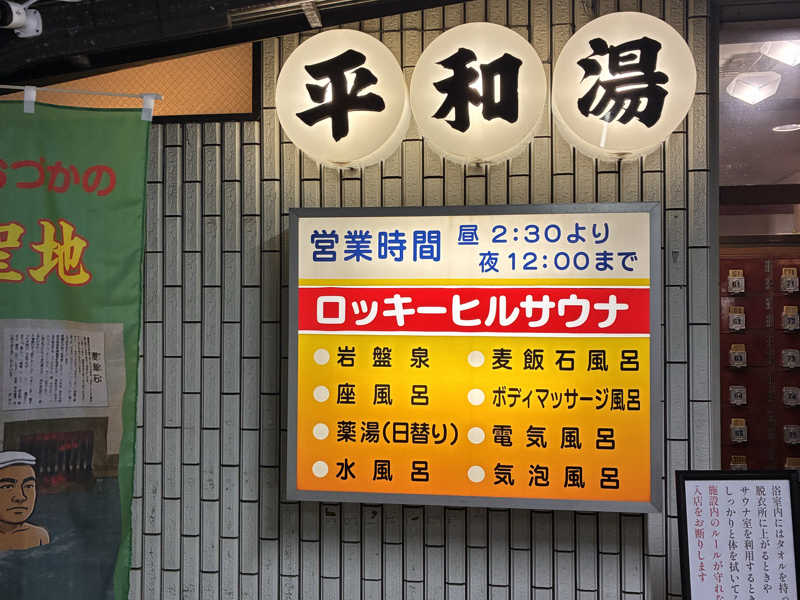 平和湯
営業時間 昼 2:30より
夜12:00まで
ロッキーヒルサウナ
岩盤泉
麦飯石風呂
座風呂
ボディマッサージ風呂
薬湯(日替り)
電気風呂
水風呂
気泡風呂
づかの
地
浴室内にはタオルを持
脱衣所に上がるときや
サウナ室を利用するとき
しっかりと体を拭いて
施設内のルールが守れな
入店をお断りします